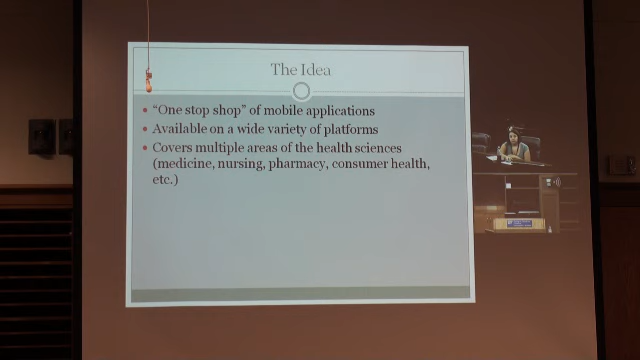 The Idea
• "One stop shop" of mobile applications
• Available on a wide variety of platforms
• Covers multiple areas of the health sciences
(medicine, nursing, pharmacy, consumer health,
etc.)